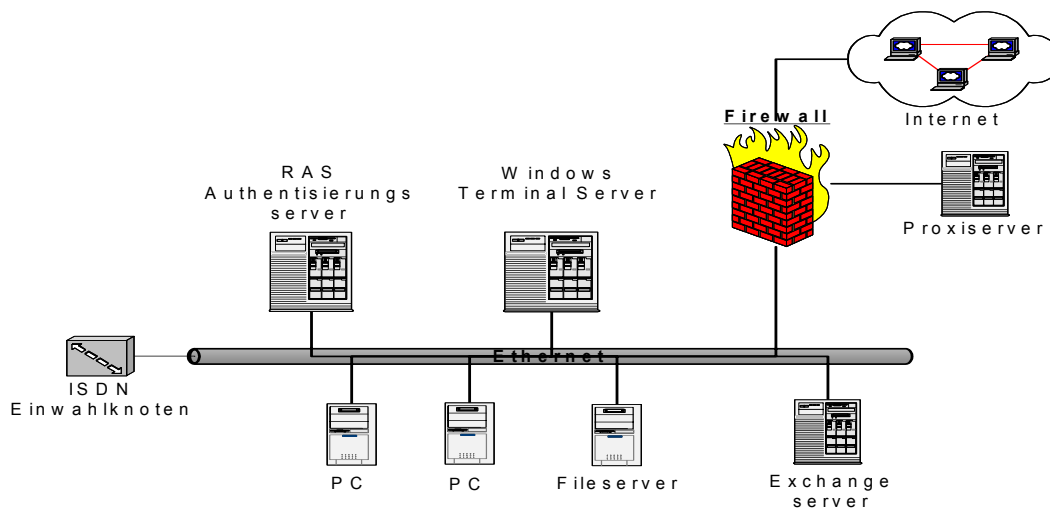 Firewall
Internet
RAS
Authentisierungs
server
Windows
Terminal Server
Proxiserver
Ethernet
ISDN
Einwahlknoten
PC
PC
Fileserver
Exchange
server